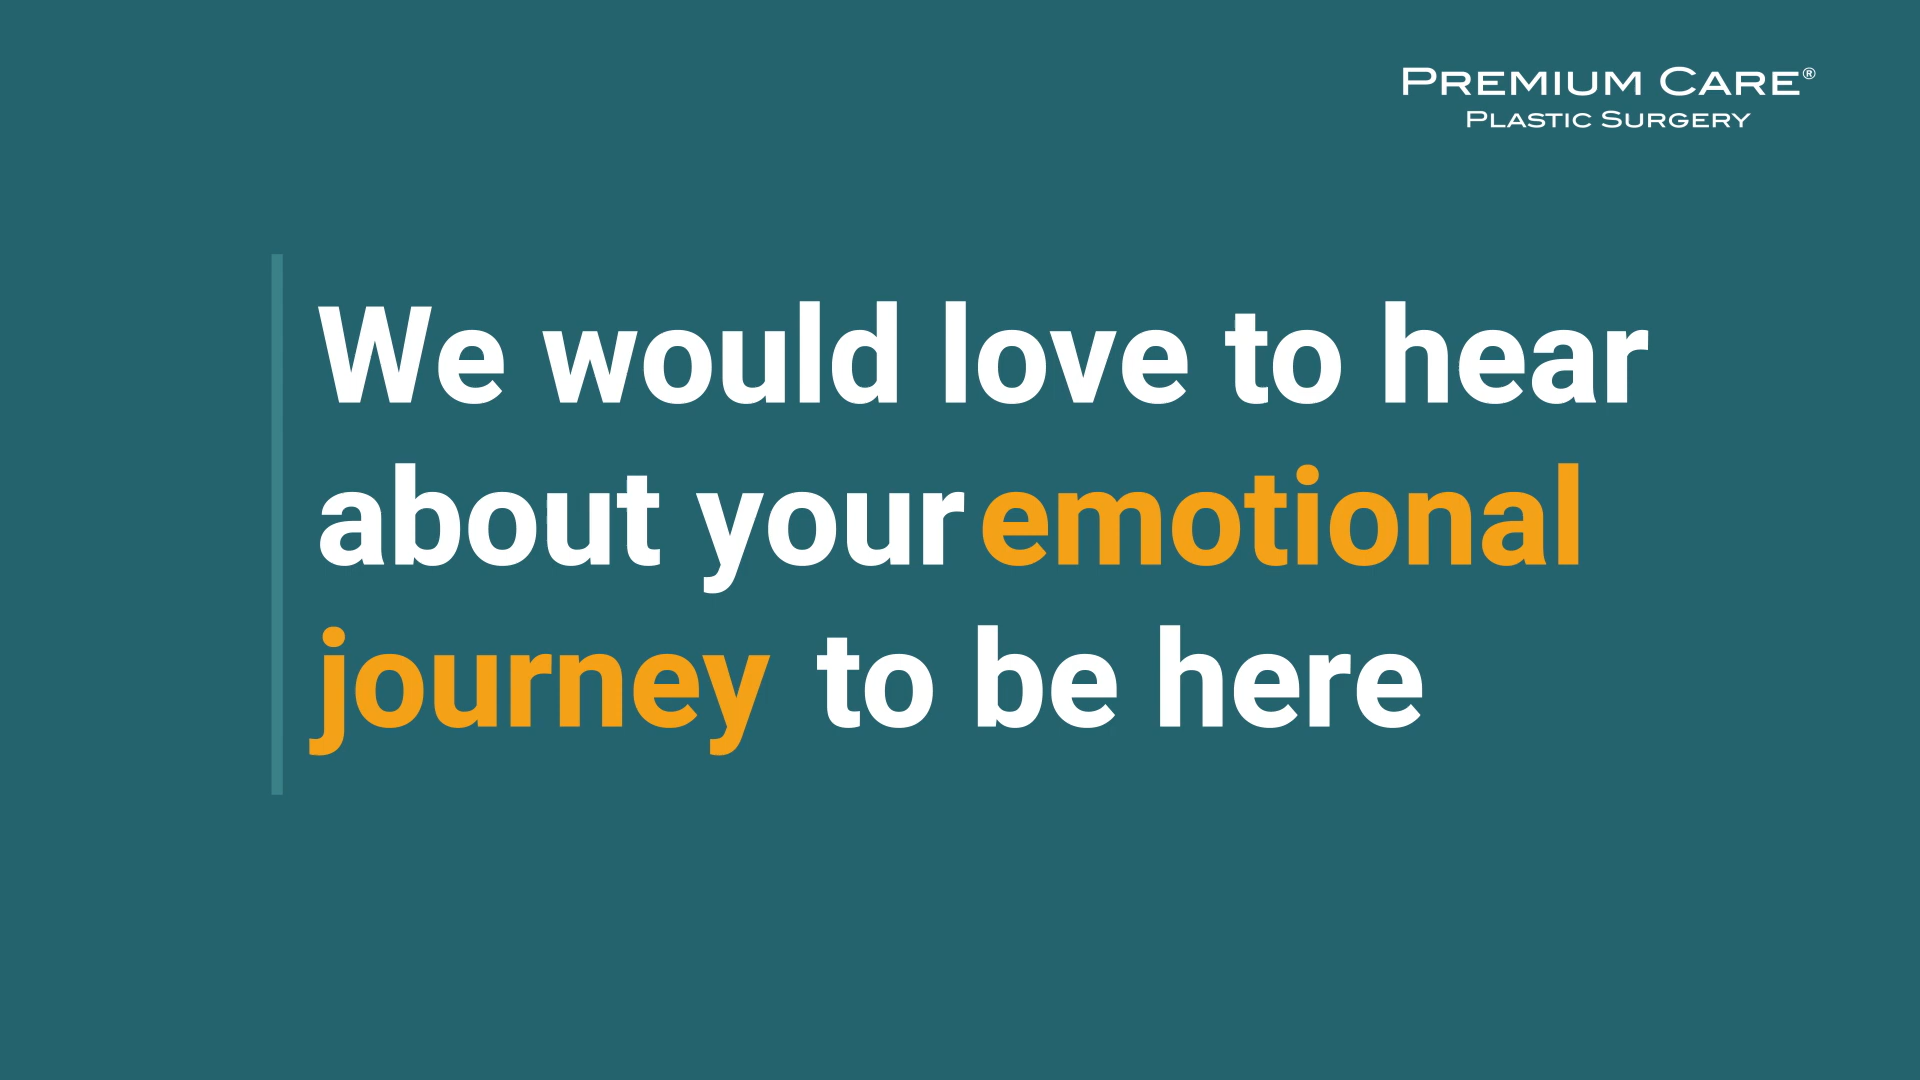 PREMIUM CARE®
PLASTIC SURGERY
We would love to hear
about your emotional
journey to be here